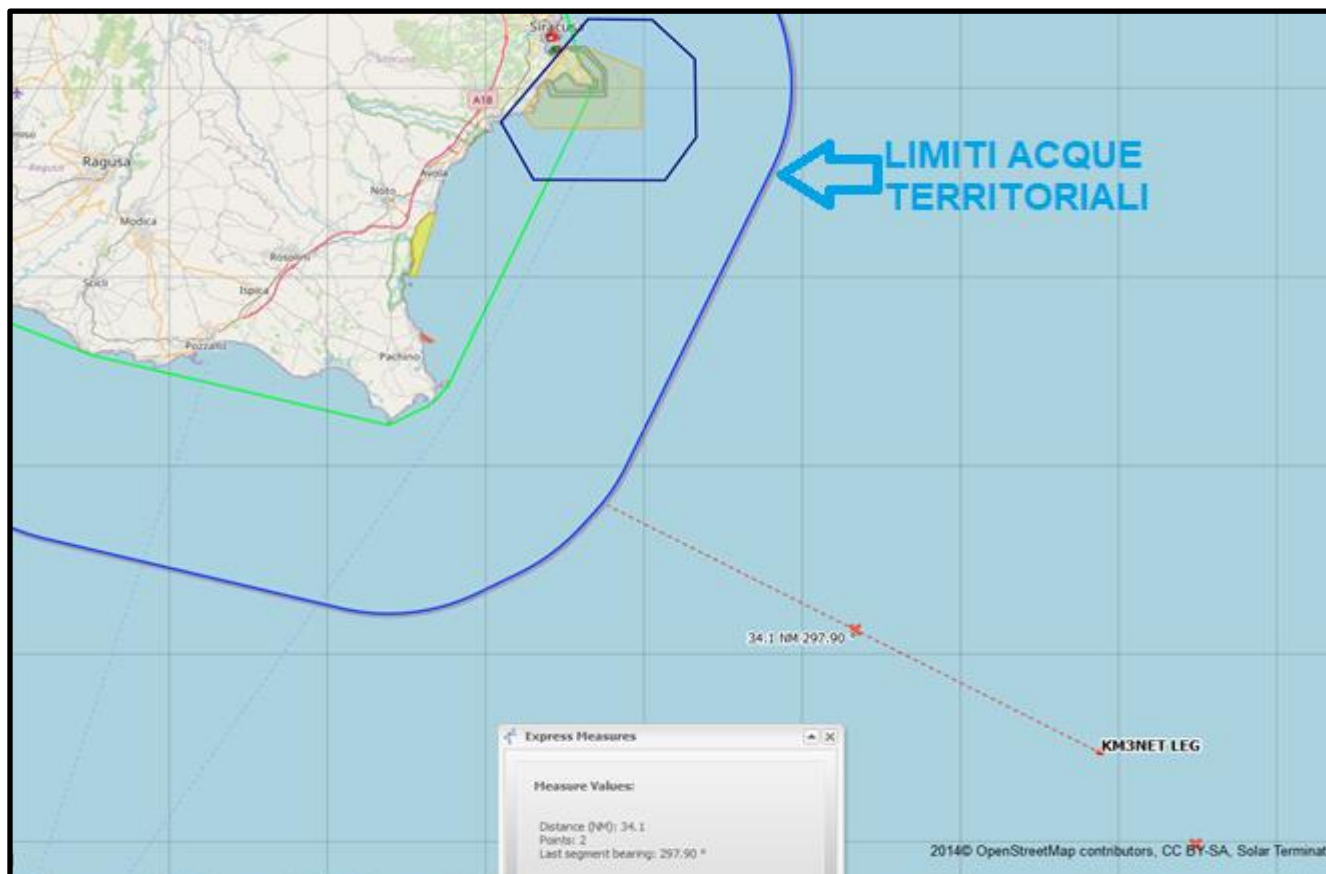 Siracusa
A18
Ragusa
Avola
Noto
Modica
Rosolini
Scicli
Ispica
Pozzallo
Pachino
LIMITI ACQUE
TERRITORIALI
34.1 NM 297.90 °
KM3NET LEG
Express Measures
Measure Values:
Distance (NM): 34.1
Points: 2
Last segment bearing: 297.90 °
2014© OpenStreetMap contributors, CC BY-SA, Solar Terminat